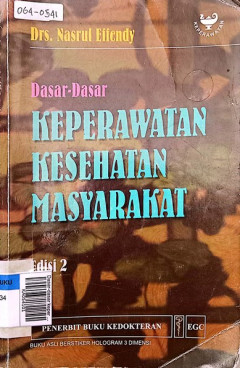 064-0541
KEPERAWATAN
Drs. Nasrul Effendy
Dasar-Dasar
KEPERAWATAN
KESEHATAN
MASYARAKAT
Edisi 2
PENERBIT BUKU KEDOKTERAN EGC
BUKU ASLI BERSTIKER HOLOGRAM 3 DIMENSI